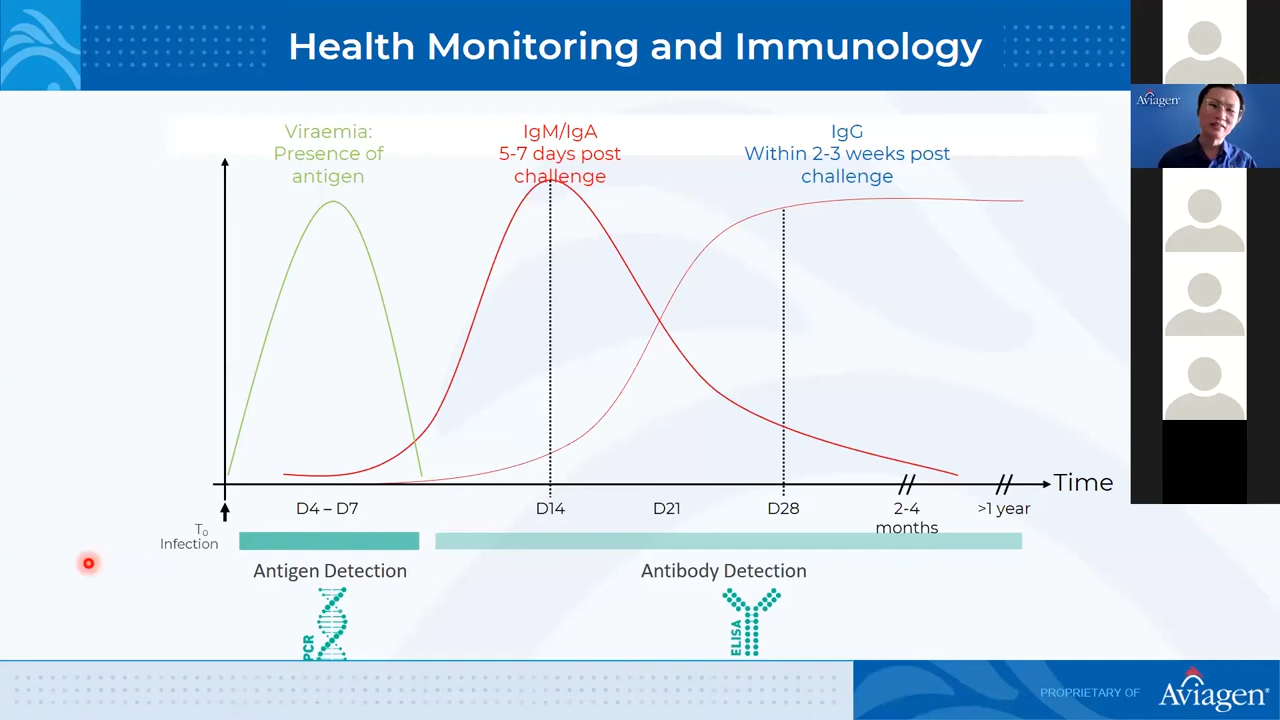 Health Monitoring and Immunology
Aviagen
Viraemia:
Presence of
antigen
IgM/IgA
5-7 days post
challenge
IgG
Within 2-3 weeks post
challenge
Time
D4 – D7
D14
D21
D28
2-4
months
>1 year
T₀
Infection
Antigen Detection
Antibody Detection
PCR
ELISA
PROPRIETARY OF
Aviagen®